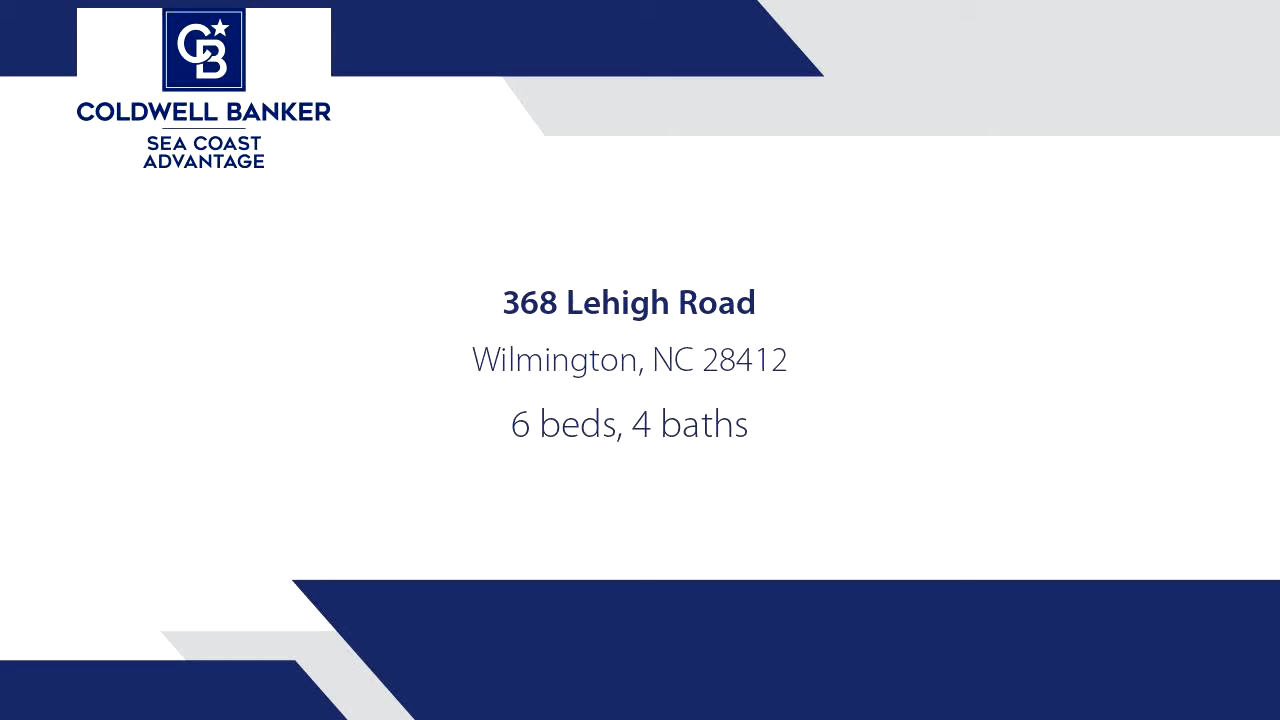 CB
COLDWELL BANKER
SEA COAST
ADVANTAGE
368 Lehigh Road
Wilmington, NC 28412
6 beds, 4 baths